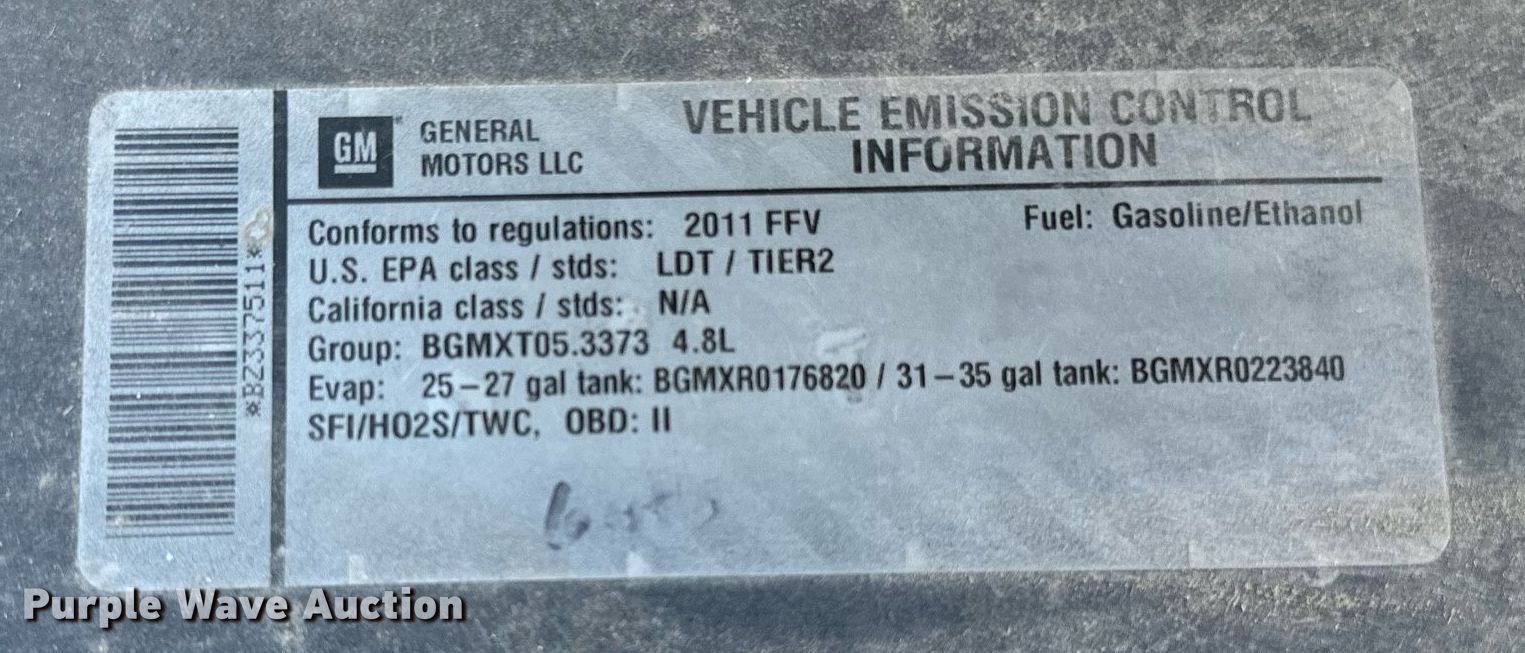 GM
GENERAL
MOTORS LLC
VEHICLE EMISSION CONTROL
INFORMATION
*BZ337511*
Conforms to regulations: 2011 FFV
Fuel: Gasoline/Ethanol
U.S. EPA class / stds: LDT / TIER2
California class / stds: N/A
Group: BGMXT05.3373 4.8L
Evap: 25–27 gal tank: BGMXR0176820 / 31–35 gal tank: BGMXR0223840
SFI/HO2S/TWC, OBD: II
Purple Wave Auction